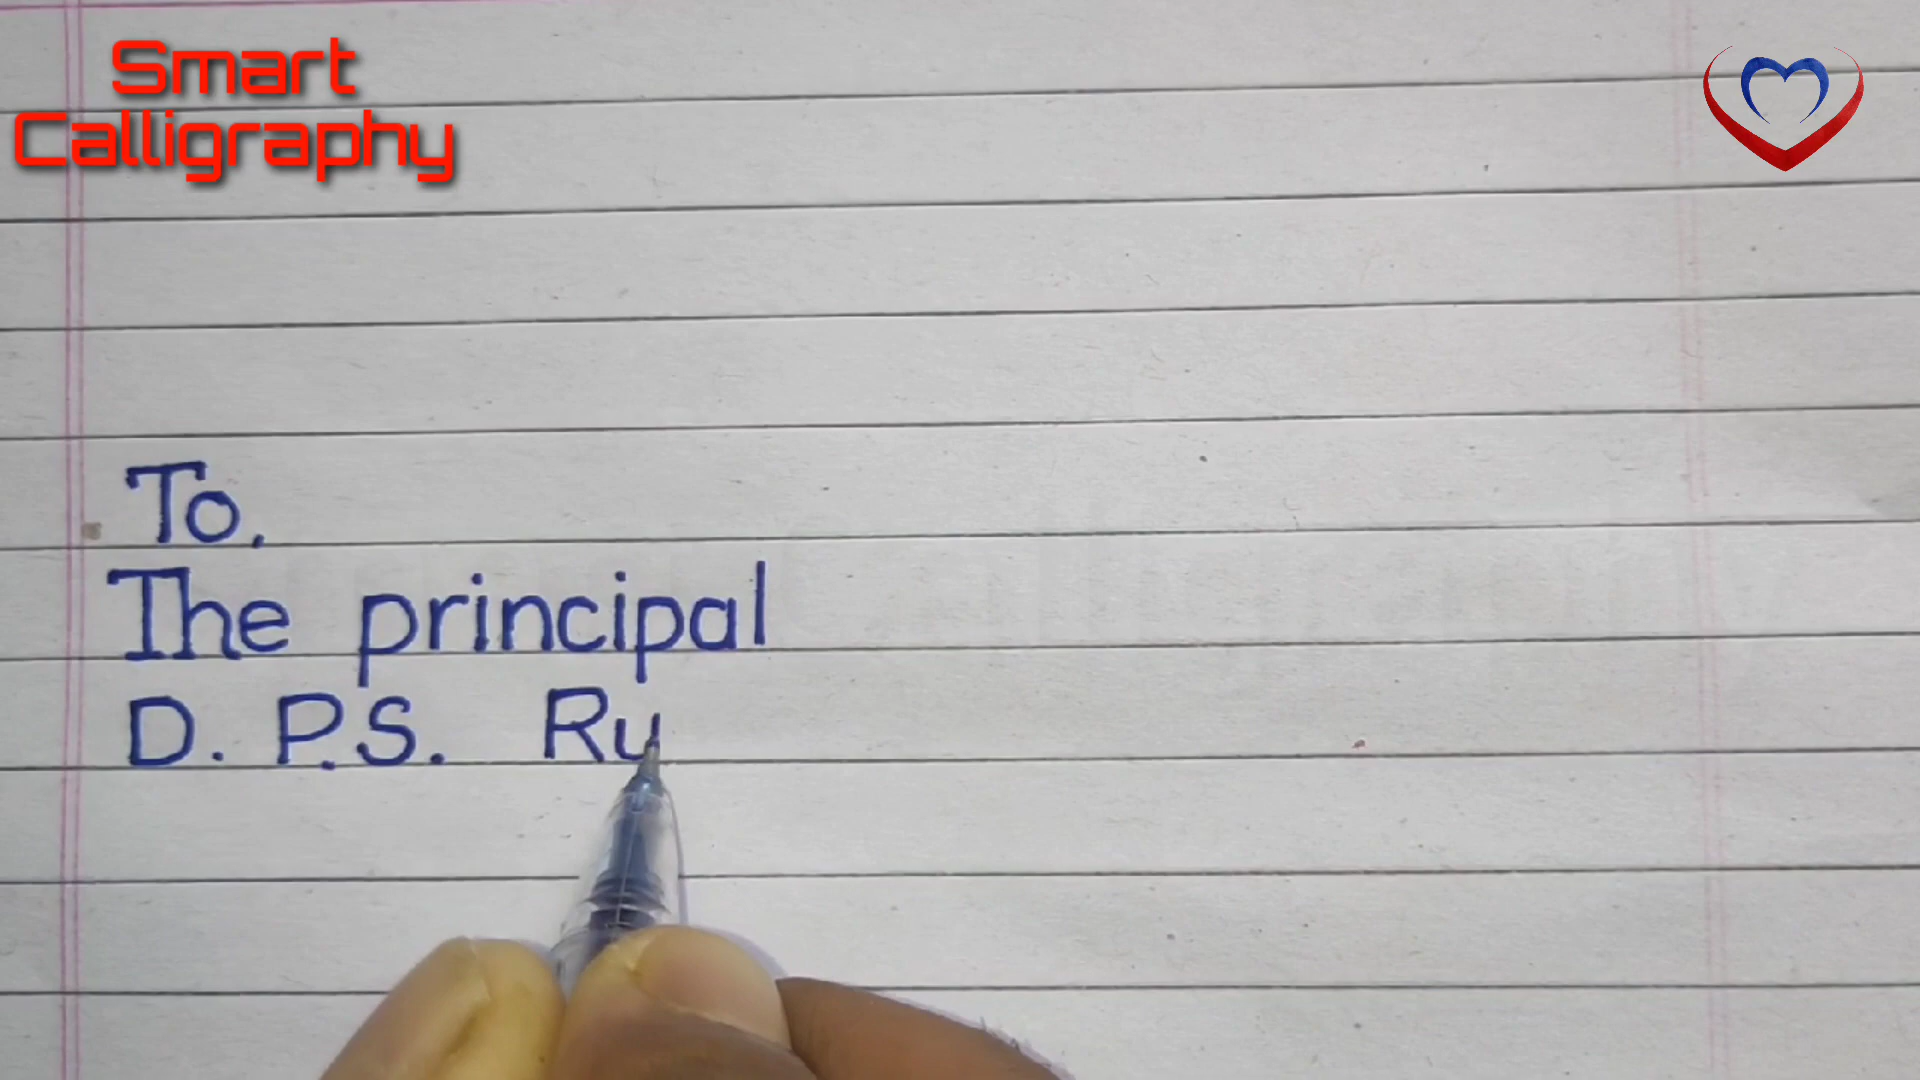 Smart
Calligraphy
To,
The principal
D. P.S. Ru